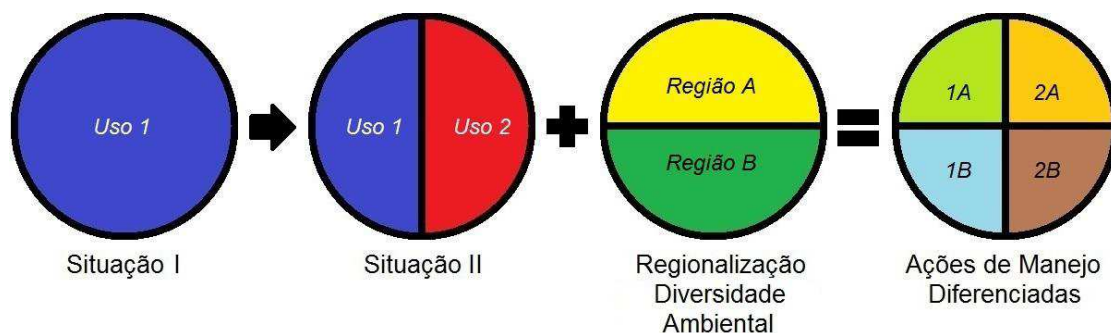 Uso 1
Situação I
Uso 1
Uso 2
Situação II
Região A
Região B
Regionalização
Diversidade
Ambiental
1A
2A
1B
2B
Ações de Manejo
Diferenciadas